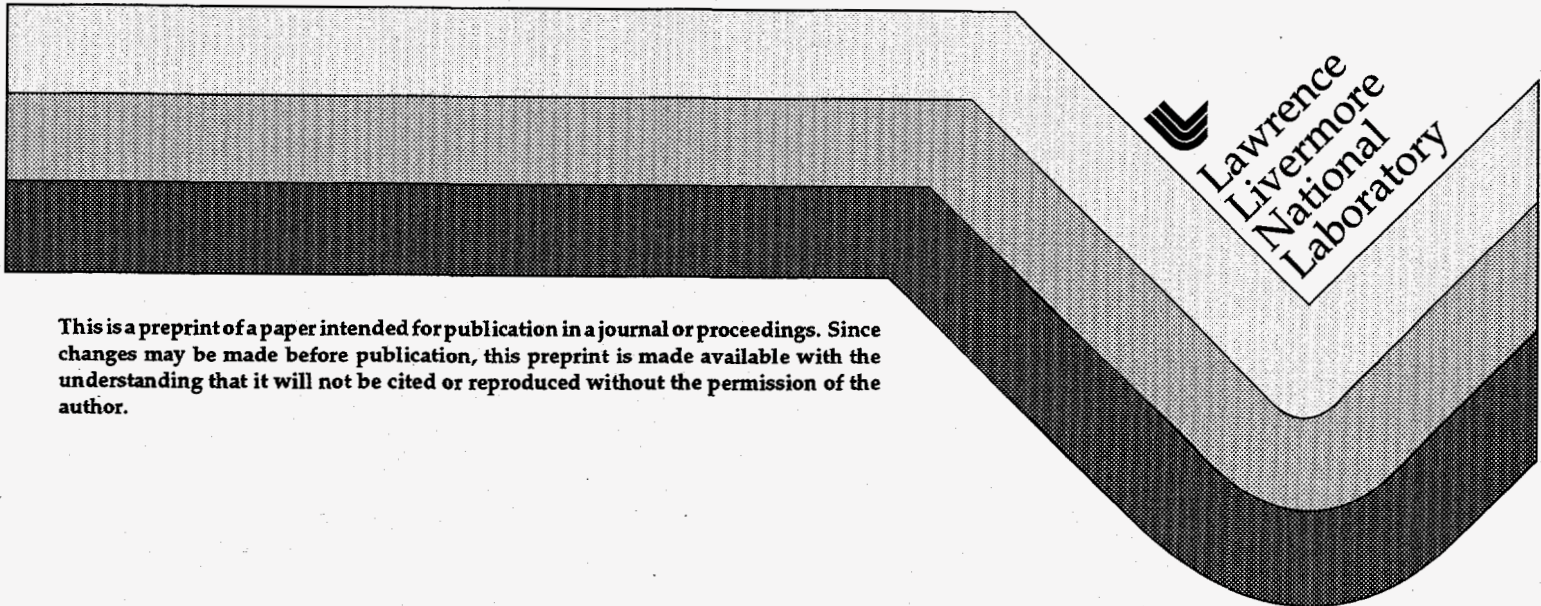 Lawrence
Livermore
National
Laboratory
This is a preprint of a paper intended for publication in a journal or proceedings. Since
changes may be made before publication, this preprint is made available with the
understanding that it will not be cited or reproduced without the permission of the
author.